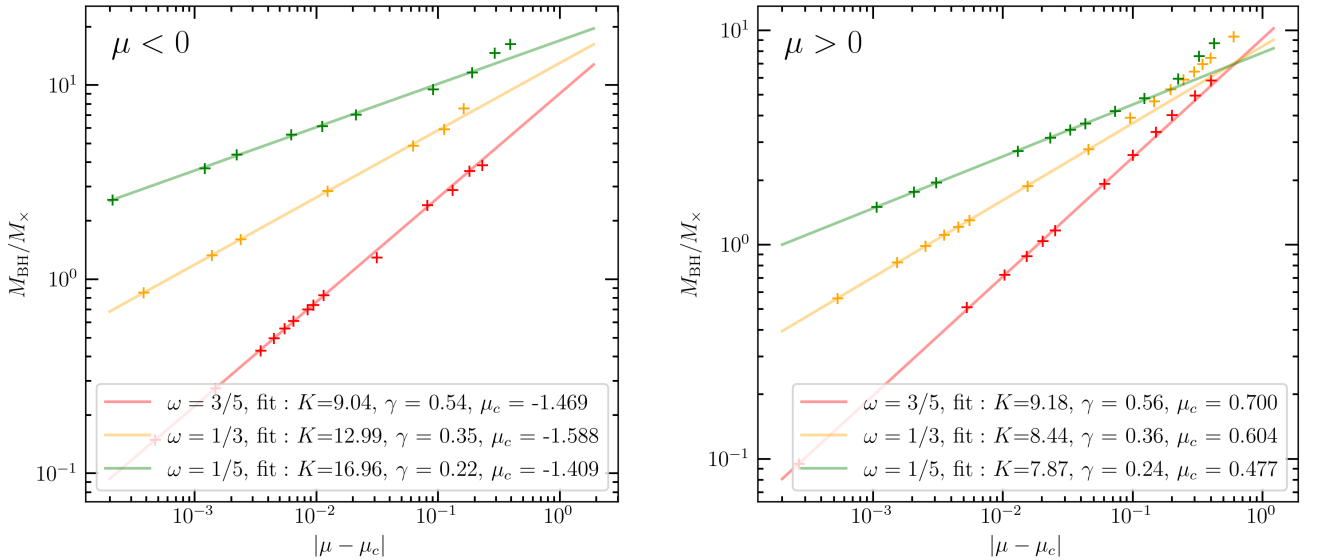 μ < 0
M_BH/M_×
10^1
10^0
10^−1
ω = 3/5, fit : K=9.04, γ = 0.54, μ_c = -1.469
ω = 1/3, fit : K=12.99, γ = 0.35, μ_c = -1.588
ω = 1/5, fit : K=16.96, γ = 0.22, μ_c = -1.409
10^−3 10^−2 10^−1 10^0
|μ − μ_c|
μ > 0
M_BH/M_×
10^1
10^0
10^−1
ω = 3/5, fit : K=9.18, γ = 0.56, μ_c = 0.700
ω = 1/3, fit : K=8.44, γ = 0.36, μ_c = 0.604
ω = 1/5, fit : K=7.87, γ = 0.24, μ_c = 0.477
10^−3 10^−2 10^−1 10^0
|μ − μ_c|